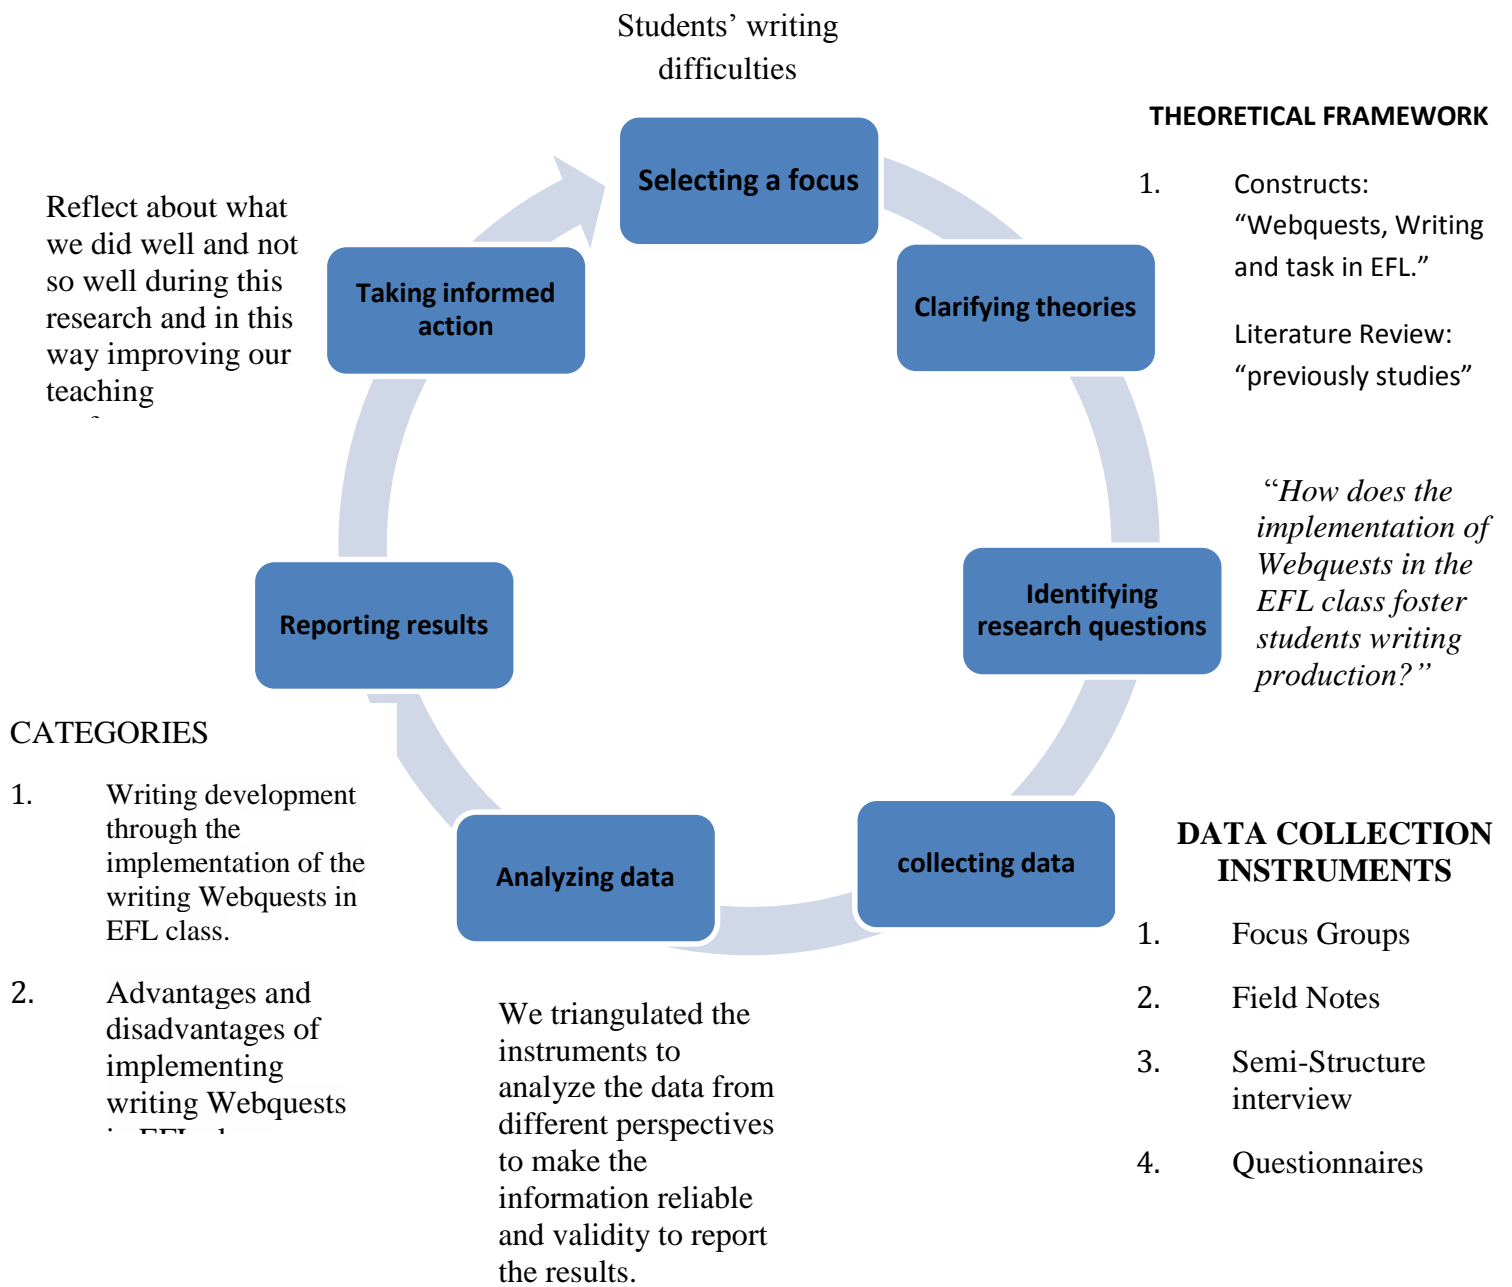 Students’ writing
difficulties
Selecting a focus
THEORETICAL FRAMEWORK
1. Constructs:
“Webquests, Writing
and task in EFL.”
Literature Review:
“previously studies”
Clarifying theories
“How does the
implementation of
Webquests in the
EFL class foster
students writing
production?”
Identifying
research questions
DATA COLLECTION
INSTRUMENTS
1. Focus Groups
2. Field Notes
3. Semi-Structure
interview
4. Questionnaires
collecting data
Analyzing data
We triangulated the
instruments to
analyze the data from
different perspectives
to make the
information reliable
and validity to report
the results.
Reporting results
CATEGORIES
1. Writing development
through the
implementation of the
writing Webquests in
EFL class.
2. Advantages and
disadvantages of
implementing
writing Webquests
Taking informed
action
Reflect about what
we did well and not
so well during this
research and in this
way improving our
teaching